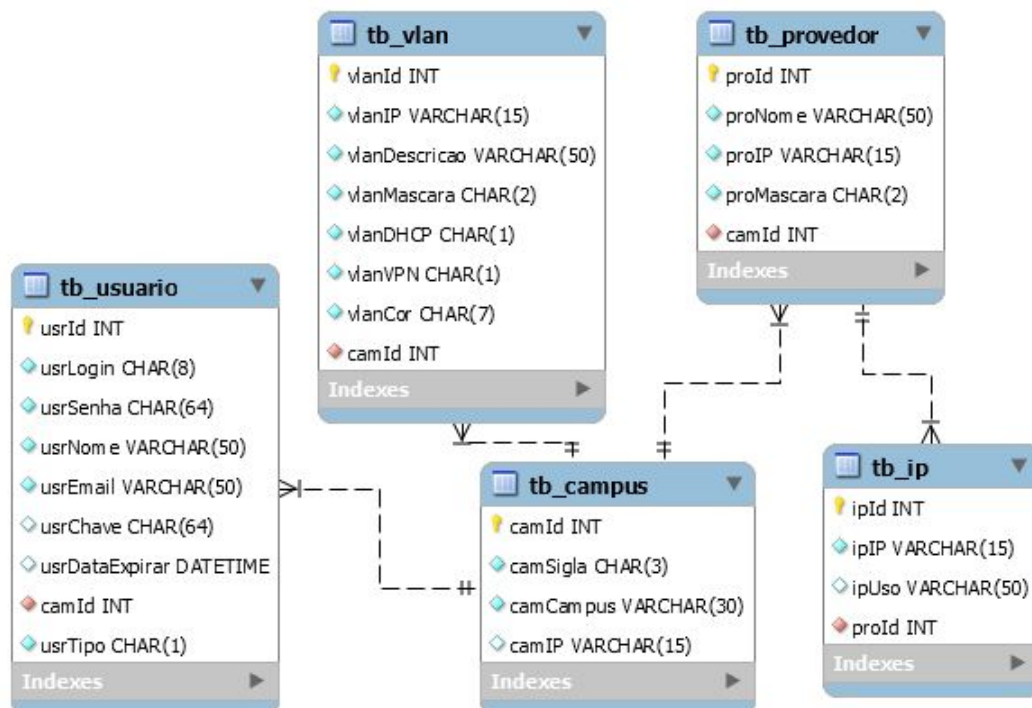 tb_vlan
vlanId INT
vlanIP VARCHAR(15)
vlanDescricao VARCHAR(50)
vlanMascara CHAR(2)
vlanDHCP CHAR(1)
vlanVPN CHAR(1)
vlanCor CHAR(7)
camId INT
Indexes
tb_provedor
proId INT
proNome VARCHAR(50)
proIP VARCHAR(15)
proMascara CHAR(2)
camId INT
Indexes
tb_usuario
usrId INT
usrLogin CHAR(8)
usrSenha CHAR(64)
usrNome VARCHAR(50)
usrEmail VARCHAR(50)
usrChave CHAR(64)
usrDataExpirar DATETIME
camId INT
usrTipo CHAR(1)
Indexes
tb_campus
camId INT
camSigla CHAR(3)
camCampus VARCHAR(30)
camIP VARCHAR(15)
Indexes
tb_ip
ipId INT
ipIP VARCHAR(15)
ipUso VARCHAR(50)
proId INT
Indexes